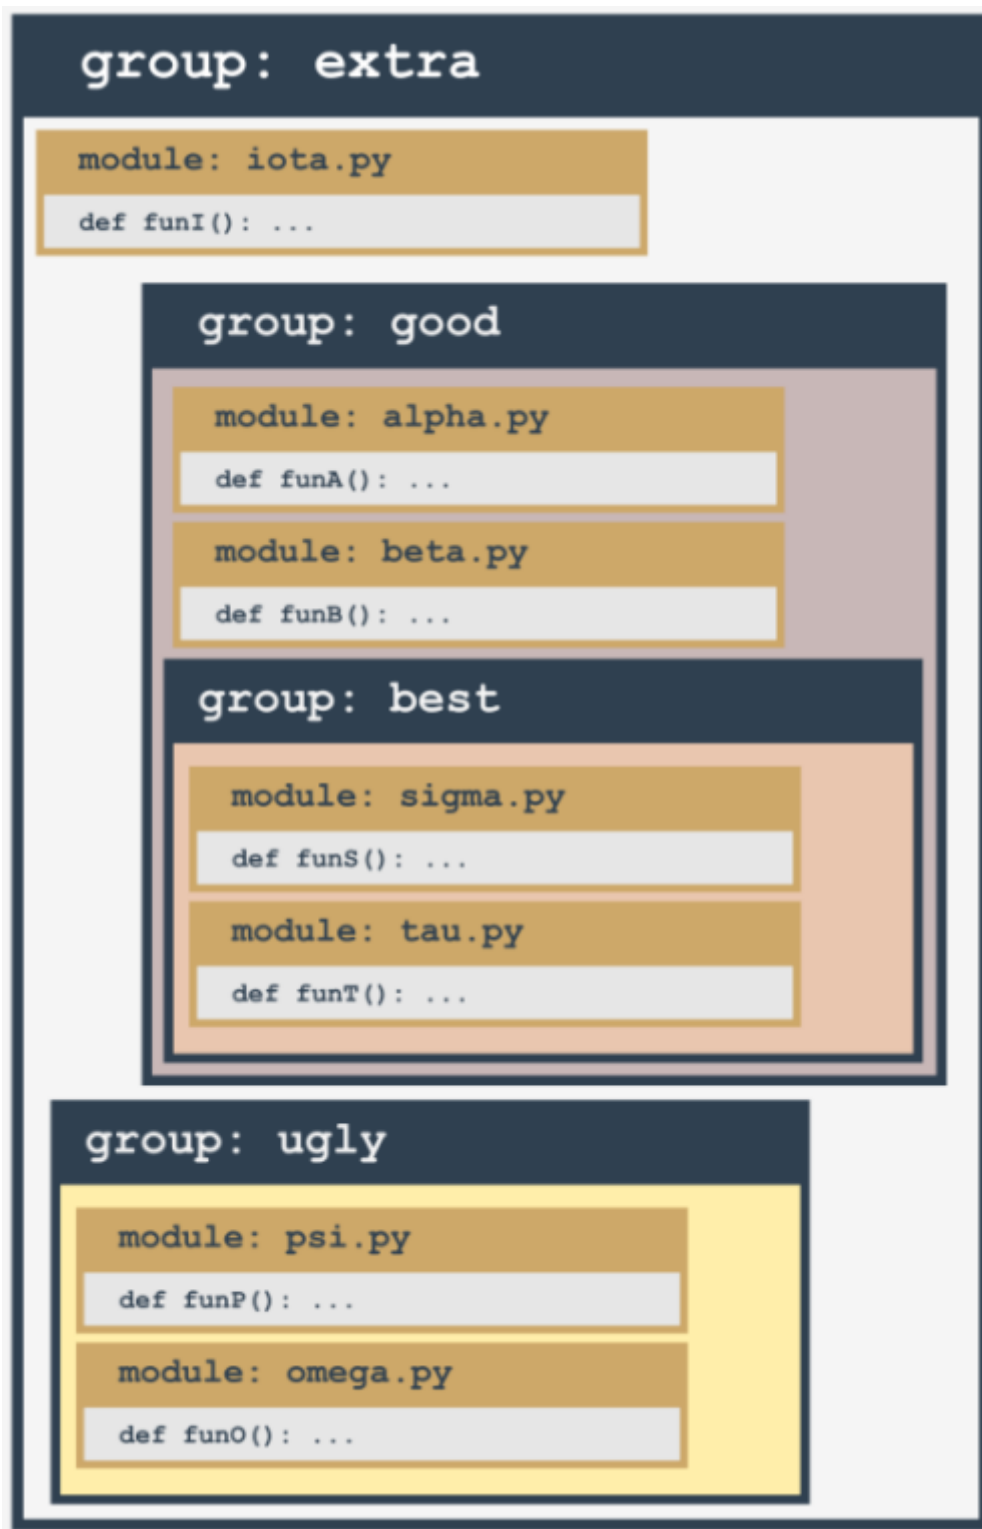 group: extra
module: iota.py
def funI(): ...
group: good
module: alpha.py
def funA(): ...
module: beta.py
def funB(): ...
group: best
module: sigma.py
def funS(): ...
module: tau.py
def funT(): ...
group: ugly
module: psi.py
def funP(): ...
module: omega.py
def funO(): ...